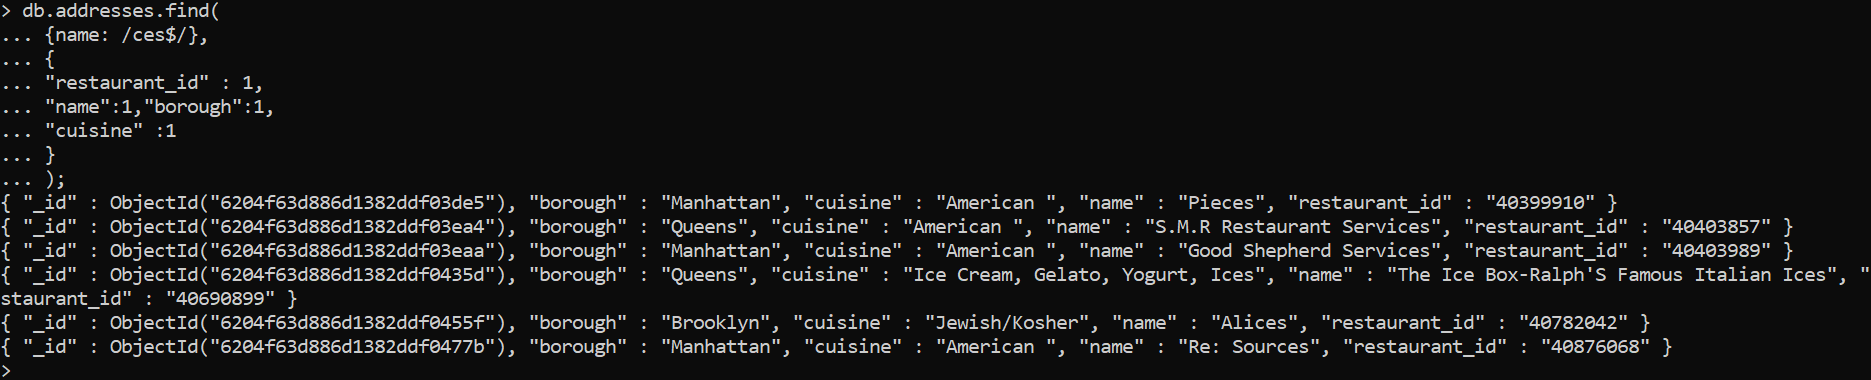 > db.addresses.find(
... {name: /ces$/},
... {
... "restaurant_id" : 1,
... "name":1,"borough":1,
... "cuisine" :1
... }
... );
{ "_id" : ObjectId("6204f63d886d1382ddf03de5"), "borough" : "Manhattan", "cuisine" : "American ", "name" : "Pieces", "restaurant_id" : "40399910" }
{ "_id" : ObjectId("6204f63d886d1382ddf03ea4"), "borough" : "Queens", "cuisine" : "American ", "name" : "S.M.R Restaurant Services", "restaurant_id" : "40403857" }
{ "_id" : ObjectId("6204f63d886d1382ddf03eaa"), "borough" : "Manhattan", "cuisine" : "American ", "name" : "Good Shepherd Services", "restaurant_id" : "40403989" }
{ "_id" : ObjectId("6204f63d886d1382ddf0435d"), "borough" : "Queens", "cuisine" : "Ice Cream, Gelato, Yogurt, Ices", "name" : "The Ice Box-Ralph'S Famous Italian Ices", "
staurant_id" : "40690899" }
{ "_id" : ObjectId("6204f63d886d1382ddf0455f"), "borough" : "Brooklyn", "cuisine" : "Jewish/Kosher", "name" : "Alices", "restaurant_id" : "40782042" }
{ "_id" : ObjectId("6204f63d886d1382ddf0477b"), "borough" : "Manhattan", "cuisine" : "American ", "name" : "Re: Sources", "restaurant_id" : "40876068" }
>